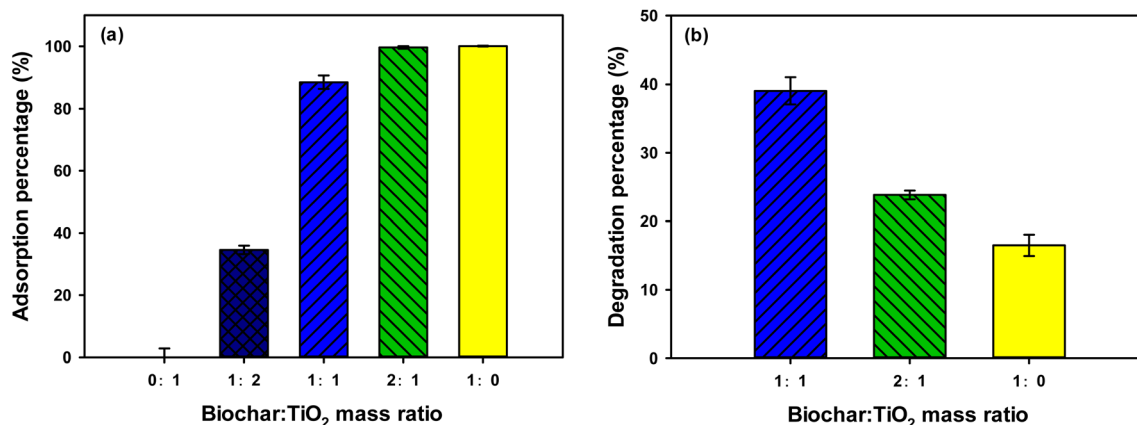 (a)
Adsorption percentage (%)
100
80
60
40
20
0
0: 1 1: 2 1: 1 2: 1 1: 0
Biochar:TiO2 mass ratio
(b)
Degradation percentage (%)
50
40
30
20
10
0
1: 1 2: 1 1: 0
Biochar:TiO2 mass ratio